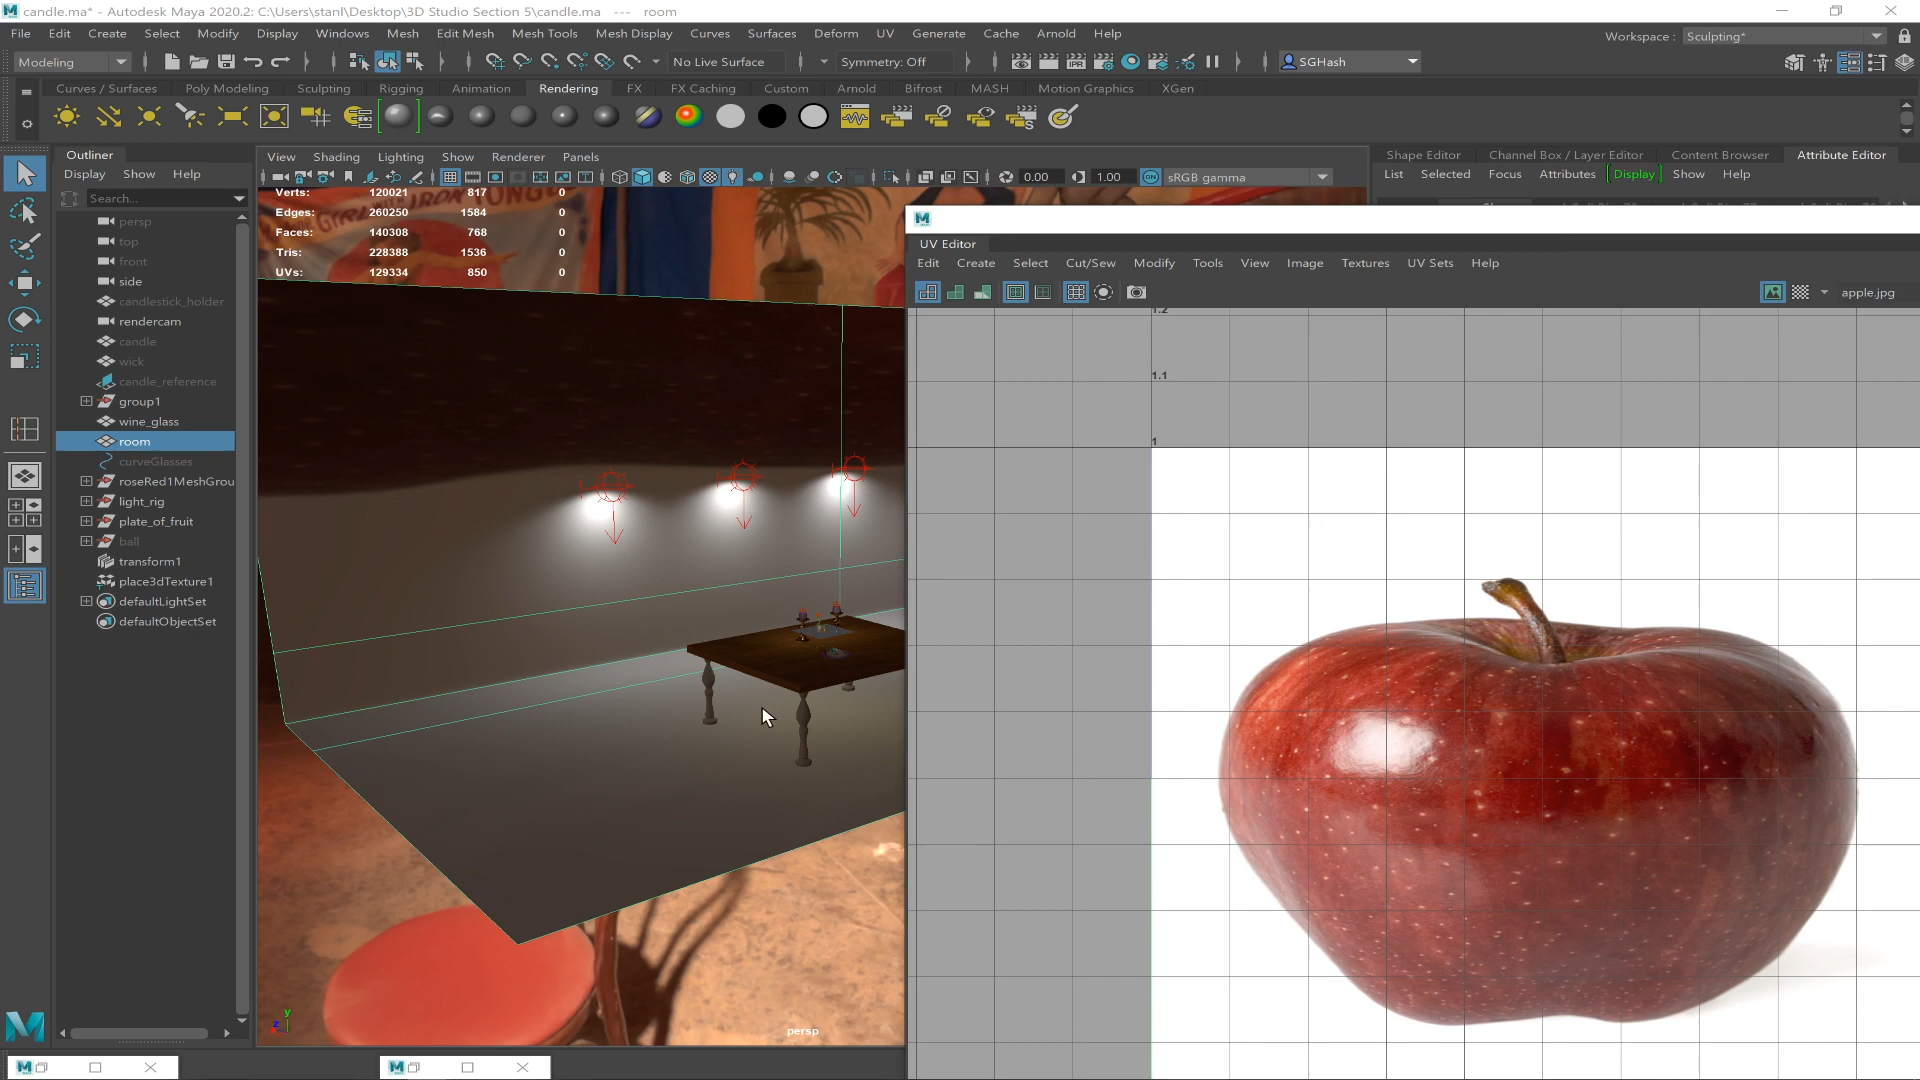 candle.ma* - Autodesk Maya 2020.2: C:\Users\stanl\Desktop\3D Studio Section 5\candle.ma   ---   room
File Edit Create Select Modify Display Windows Mesh Edit Mesh Mesh Tools Mesh Display Curves Surfaces Deform UV Generate Cache Arnold Help
Workspace : Sculpting*
Modeling No Live Surface Symmetry: Off SGHash
Curves / Surfaces Poly Modeling Sculpting Rigging Animation Rendering FX FX Caching Custom Arnold Bifrost MASH Motion Graphics XGen
Outliner
Display Show Help
Search...
persp
top
front
side
candlestick_holder
rendercam
candle
wick
candle_reference
group1
wine_glass
room
curveGlasses
roseRed1MeshGrou
light_rig
plate_of_fruit
ball
transform1
place3dTexture1
defaultLightSet
defaultObjectSet
View Shading Lighting Show Renderer Panels
0.00 1.00 ON sRGB gamma
Verts: 120021 817 0
Edges: 260250 1584 0
Faces: 140308 768 0
Tris: 228388 1536 0
UVs: 129334 850 0
persp
y
z
Shape Editor Channel Box / Layer Editor Content Browser Attribute Editor
List Selected Focus Attributes Display Show Help
UV Editor
Edit Create Select Cut/Sew Modify Tools View Image Textures UV Sets Help
apple.jpg
1.2
1.1
1